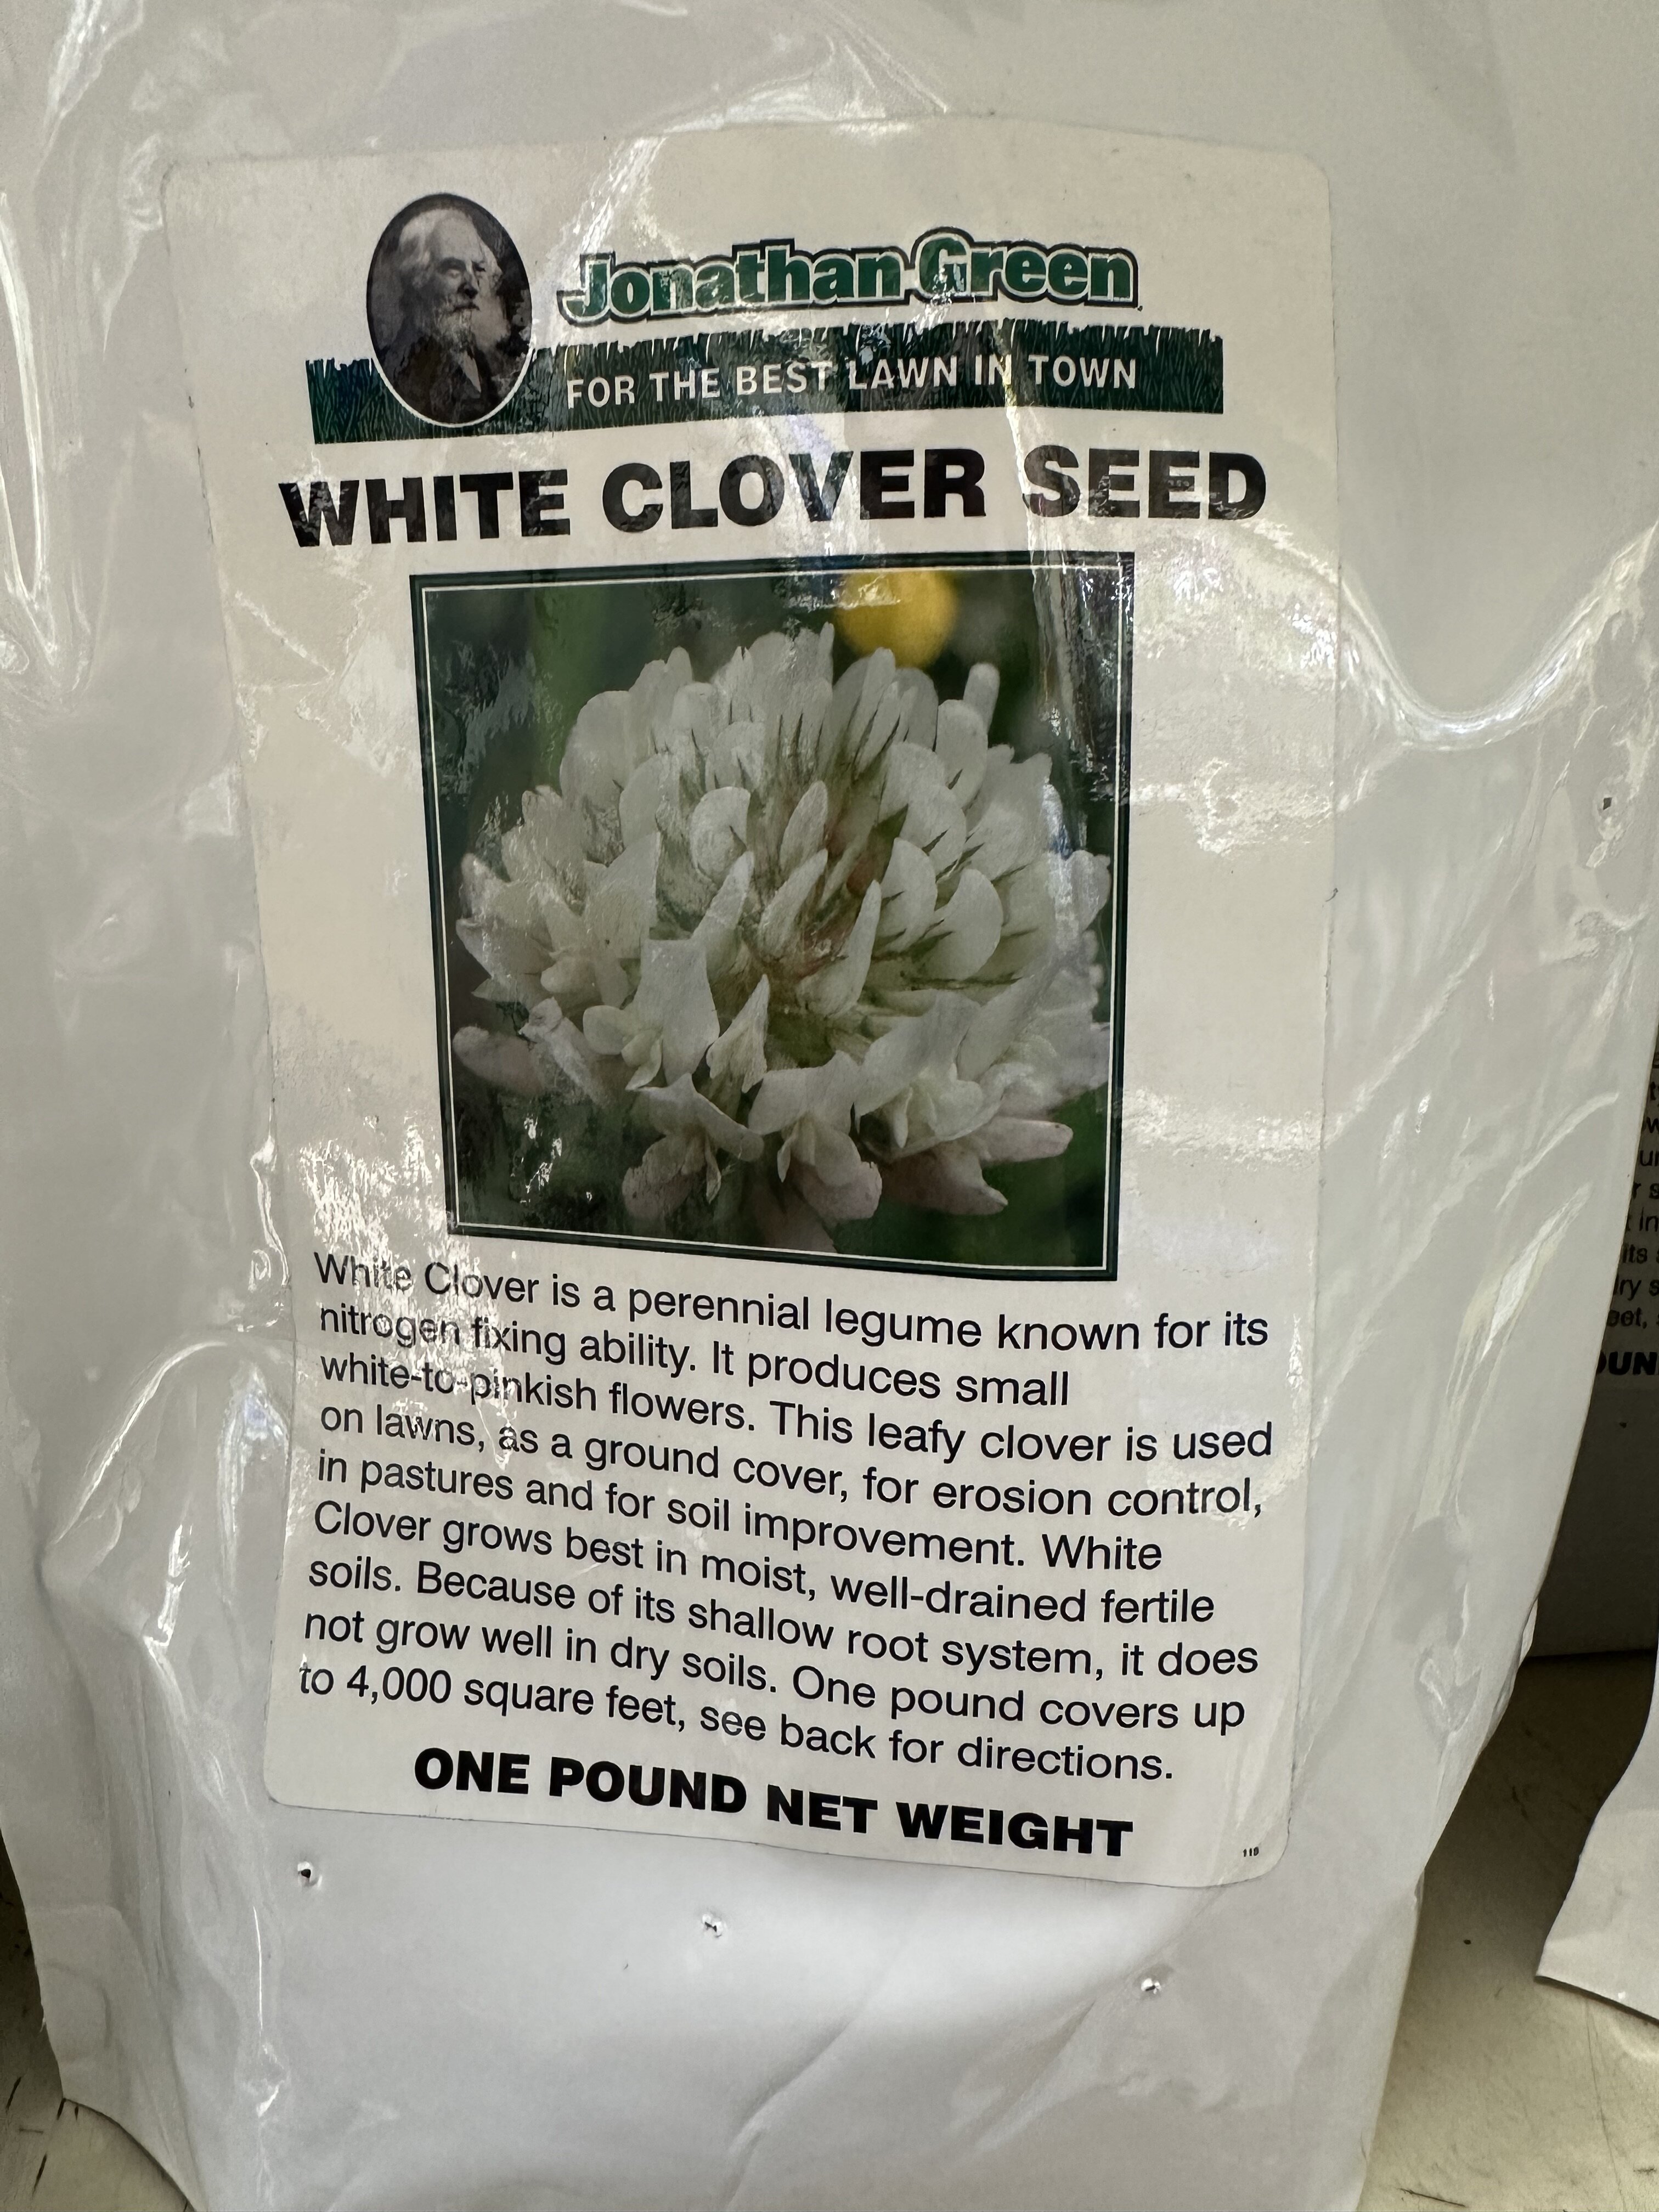 Jonathan Green
FOR THE BEST LAWN IN TOWN
WHITE CLOVER SEED
White Clover is a perennial legume known for its
nitrogen fixing ability. It produces small
white-to-pinkish flowers. This leafy clover is used
on lawns, as a ground cover, for erosion control,
in pastures and for soil improvement. White
Clover grows best in moist, well-drained fertile
soils. Because of its shallow root system, it does
not grow well in dry soils. One pound covers up
to 4,000 square feet, see back for directions.
ONE POUND NET WEIGHT